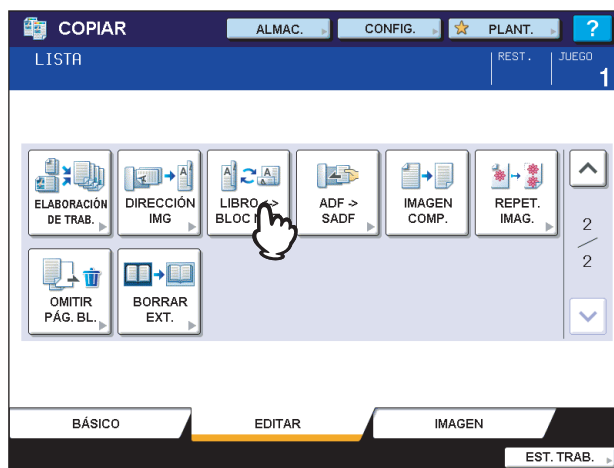 COPIAR
ALMAC.
CONFIG.
PLANT.
?
LISTA
REST.
JUEGO
1
ELABORACIÓN
DE TRAB.
DIRECCIÓN
IMG
LIBRO <->
BLOC
ADF ->
SADF
IMAGEN
COMP.
REPET.
IMAG.
2
2
OMITIR
PÁG. BL.
BORRAR
EXT.
BÁSICO
EDITAR
IMAGEN
EST. TRAB.